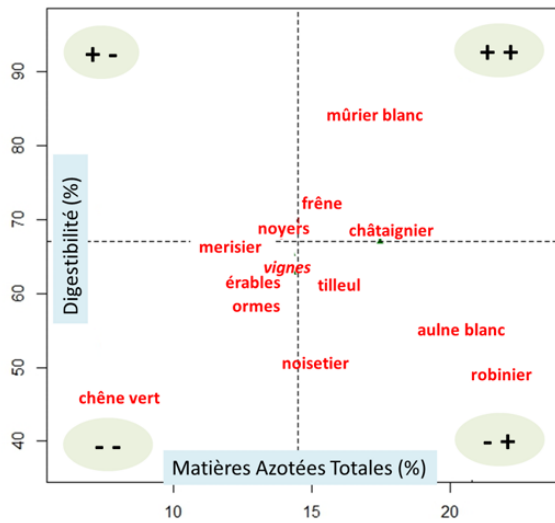 + -
+ +
90
80
70
60
50
40
Digestibilité (%)
mûrier blanc
frêne
noyers
châtaignier
merisier
vignes
érables
tilleul
ormes
aulne blanc
noisetier
robinier
chêne vert
- -
- +
Matières Azotées Totales (%)
10
15
20